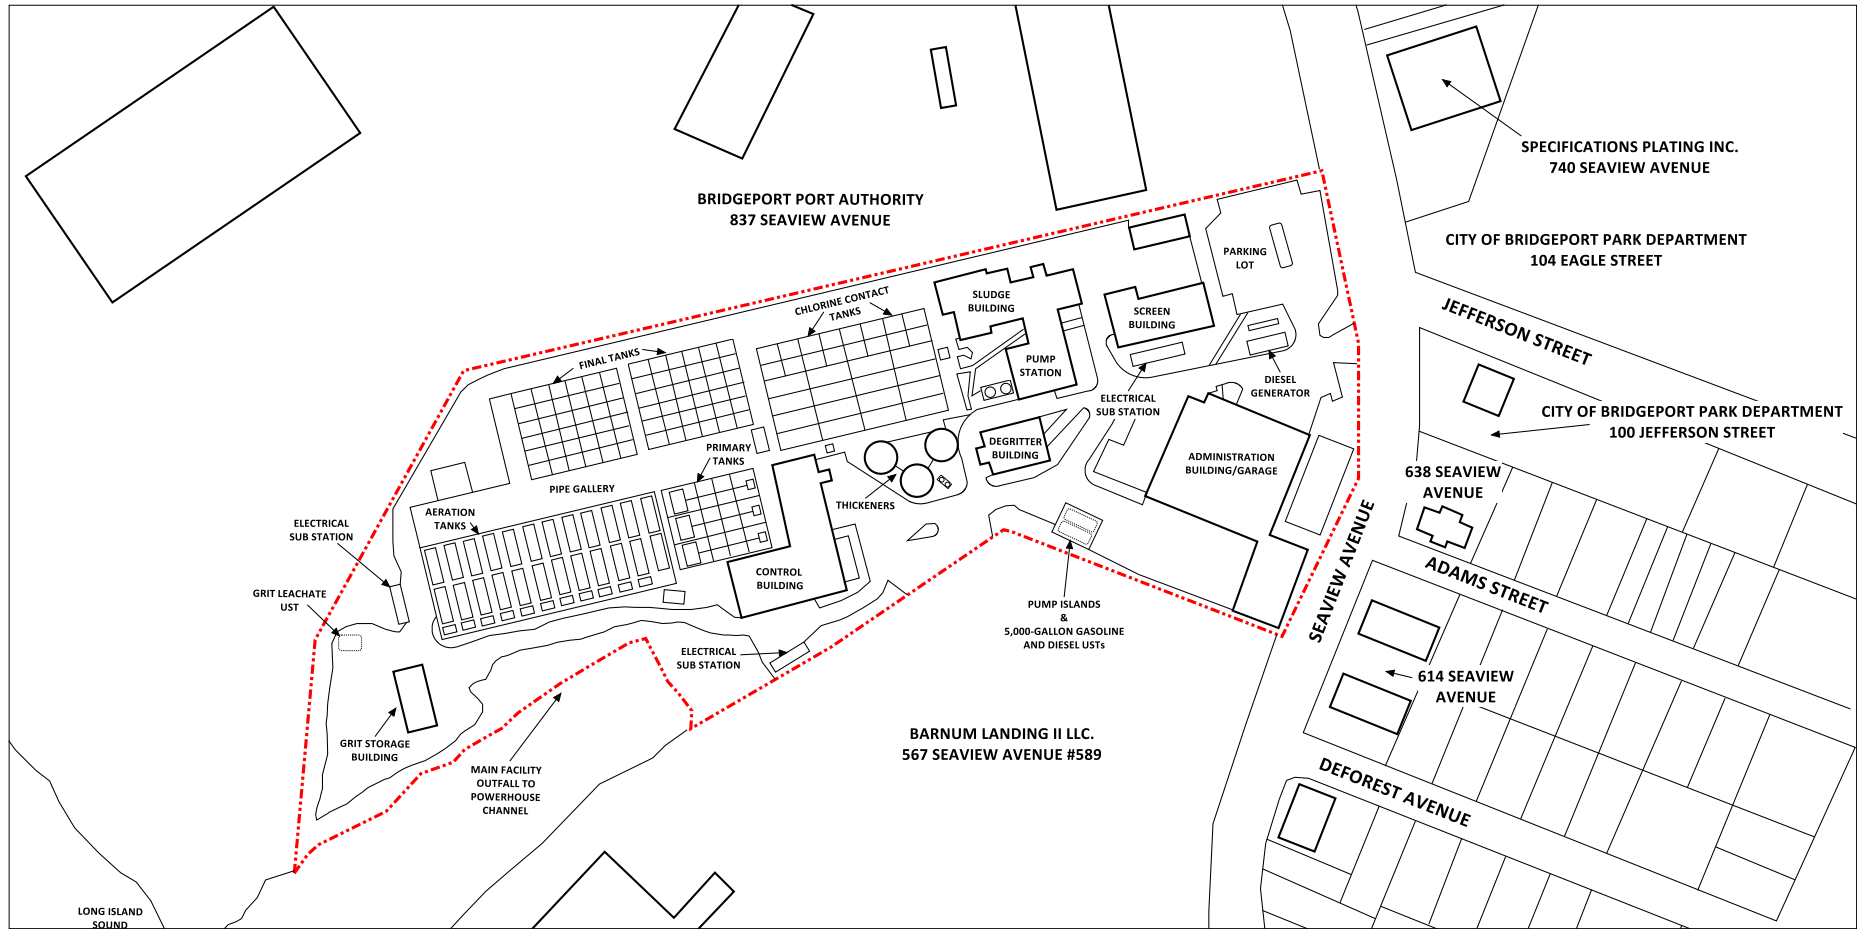 SPECIFICATIONS PLATING INC.
740 SEAVIEW AVENUE
BRIDGEPORT PORT AUTHORITY
837 SEAVIEW AVENUE
CITY OF BRIDGEPORT PARK DEPARTMENT
104 EAGLE STREET
PARKING
LOT
SLUDGE
BUILDING
CHLORINE CONTACT
TANKS
SCREEN
BUILDING
JEFFERSON STREET
FINAL TANKS
PUMP
STATION
DIESEL
GENERATOR
ELECTRICAL
SUB STATION
CITY OF BRIDGEPORT PARK DEPARTMENT
100 JEFFERSON STREET
DEGRITTER
BUILDING
PRIMARY
TANKS
ADMINISTRATION
BUILDING/GARAGE
638 SEAVIEW
AVENUE
PIPE GALLERY
THICKENERS
AERATION
TANKS
ELECTRICAL
SUB STATION
CONTROL
BUILDING
SEAVIEW AVENUE
ADAMS STREET
GRIT LEACHATE
UST
PUMP ISLANDS
&
5,000-GALLON GASOLINE
AND DIESEL USTs
ELECTRICAL
SUB STATION
614 SEAVIEW
AVENUE
BARNUM LANDING II LLC.
567 SEAVIEW AVENUE #589
GRIT STORAGE
BUILDING
MAIN FACILITY
OUTFALL TO
POWERHOUSE
CHANNEL
DEFOREST AVENUE
LONG ISLAND
SOUND